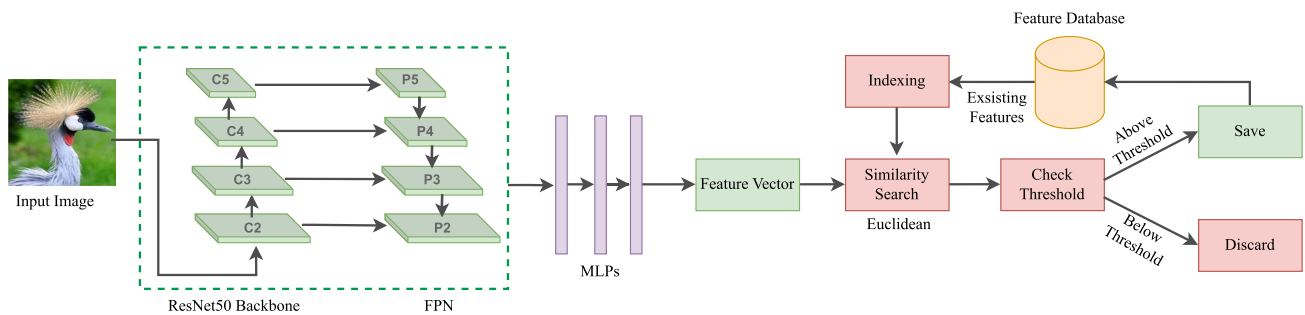 Feature Database
C5
P5
Indexing
Exsisting
Features
C4
P4
Above
Threshold
Save
C3
P3
Input Image
Feature Vector
Similarity
Search
Check
Threshold
Euclidean
C2
P2
Below
Threshold
Discard
MLPs
ResNet50 Backbone
FPN